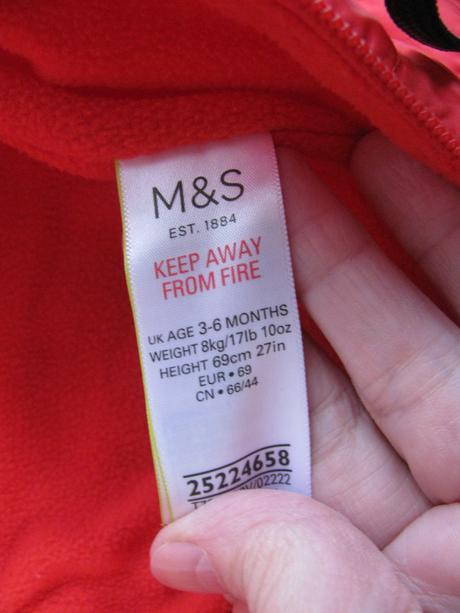 M&S
EST. 1884
KEEP AWAY
FROM FIRE
UK AGE 3-6 MONTHS
WEIGHT 8kg/17lb 10oz
HEIGHT 69cm 27in
EUR • 69
CN • 66/44
25224658